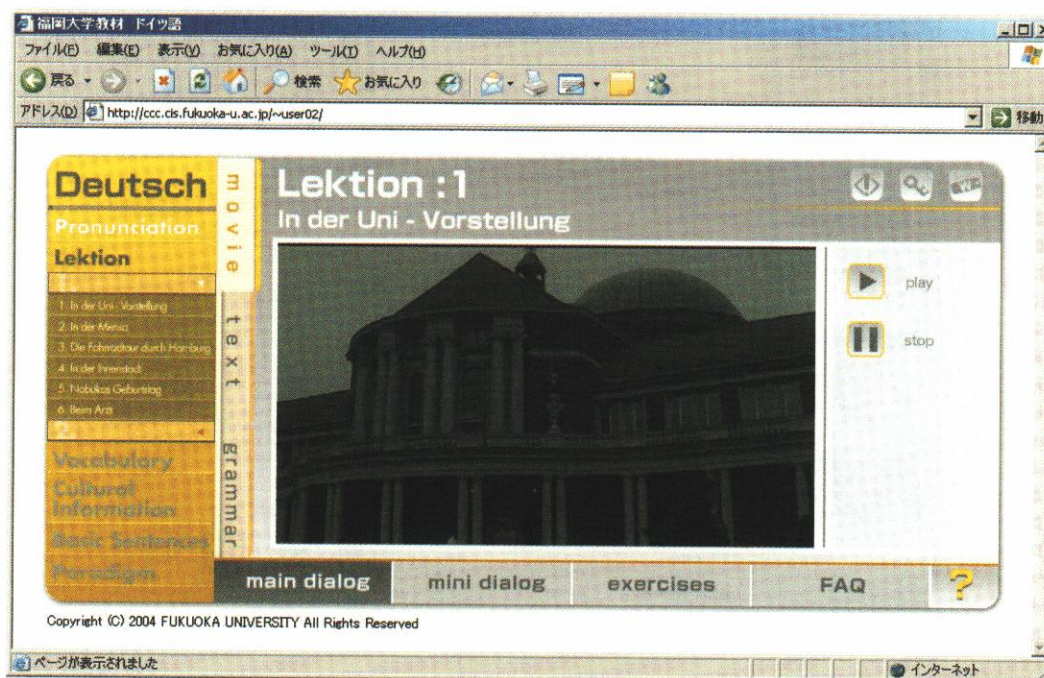 福岡大学教材 ドイツ語
ファイル(F) 編集(E) 表示(V) お気に入り(A) ツール(T) ヘルプ(H)
戻る 検索 お気に入り
アドレス(D) http://ccc.cis.fukuoka-u.ac.jp/~user02/ 移動
Deutsch
Pronunciation
Lektion
1.
1. In der Uni - Vorstellung
2. In der Mensa
3. Die Fahrradtour durch Hamburg
4. In der Innenstadt
5. Nobukos Geburtstag
6. Beim Arzt
2.
Vocabulary
Cultural
Information
Basic Sentences
Paradigm
movie
text
grammar
Lektion :1
In der Uni - Vorstellung
play
stop
main dialog mini dialog exercises FAQ ?
Copyright (C) 2004 FUKUOKA UNIVERSITY All Rights Reserved
ページが表示されました インターネット